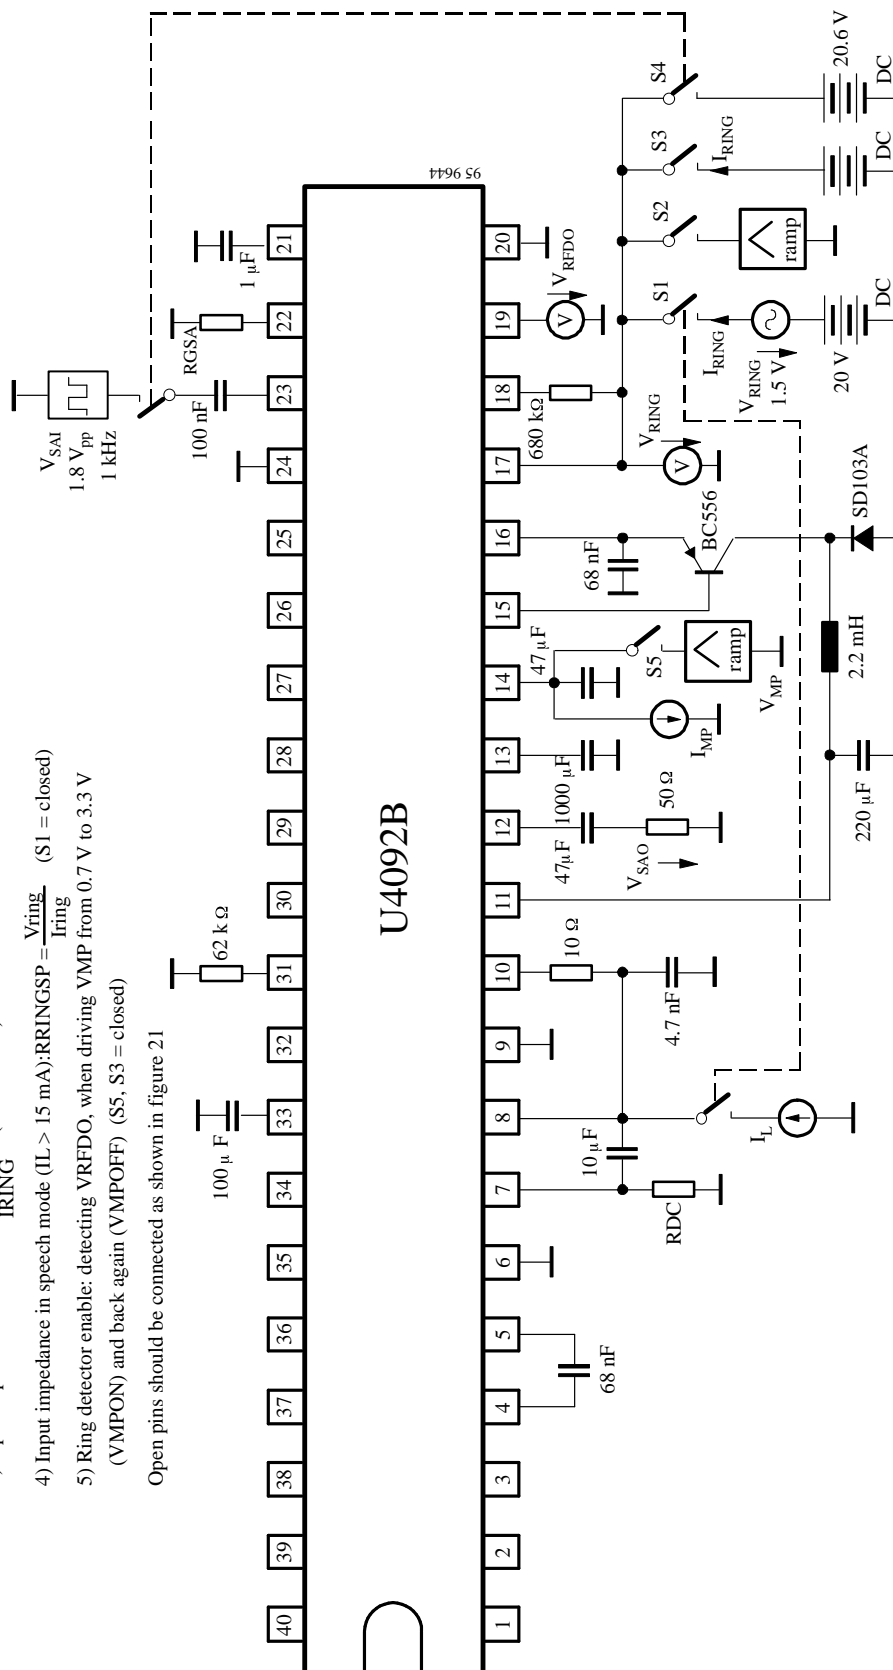 IRING
4) Input impedance in speech mode (IL > 15 mA):RRINGSP = Vring / Iring (S1 = closed)
5) Ring detector enable: detecting VRFDO, when driving VMP from 0.7 V to 3.3 V
(VMPON) and back again (VMPOFF) (S5, S3 = closed)
Open pins should be connected as shown in figure 21
VSAI
1.8 Vpp
1 kHz
100 nF
RGSA
1 µF
62 k Ω
100 µ F
40
39
38
37
36
35
34
33
32
31
30
29
28
27
26
25
24
23
22
21
U4092B
95 9644
1
2
3
4
5
6
7
8
9
10
11
12
13
14
15
16
17
18
19
20
68 nF
RDC
10 µF
IL
4.7 nF
10 Ω
VSAO
47µF
50 Ω
1000 µF
IMP
47 µF
S5
ramp
VMP
68 nF
BC556
220 µF
2.2 mH
SD103A
V
VRING
680 kΩ
V
VRFDO
S1
IRING
VRING
1.5 V
20 V
DC
S2
ramp
S3
IRING
DC
S4
20.6 V
DC